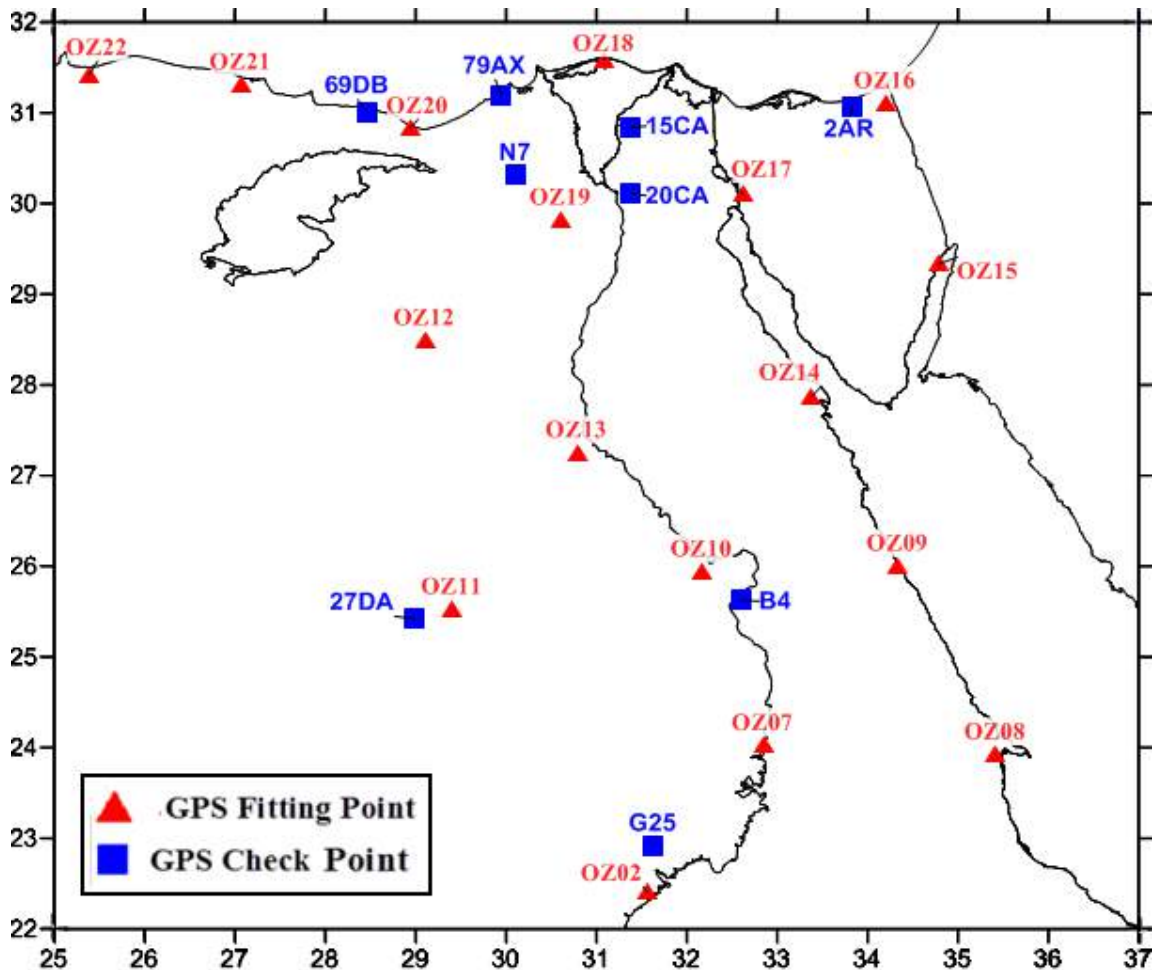 32
OZ22
OZ21
69DB
79AX
OZ18
OZ16
31
OZ20
15CA
2AR
N7
OZ17
30
OZ19
20CA
OZ15
29
OZ12
28
OZ14
OZ13
27
OZ10
OZ09
26
27DA
OZ11
B4
25
OZ07
OZ08
24
GPS Fitting Point
G25
23
GPS Check Point
OZ02
22
25 26 27 28 29 30 31 32 33 34 35 36 37